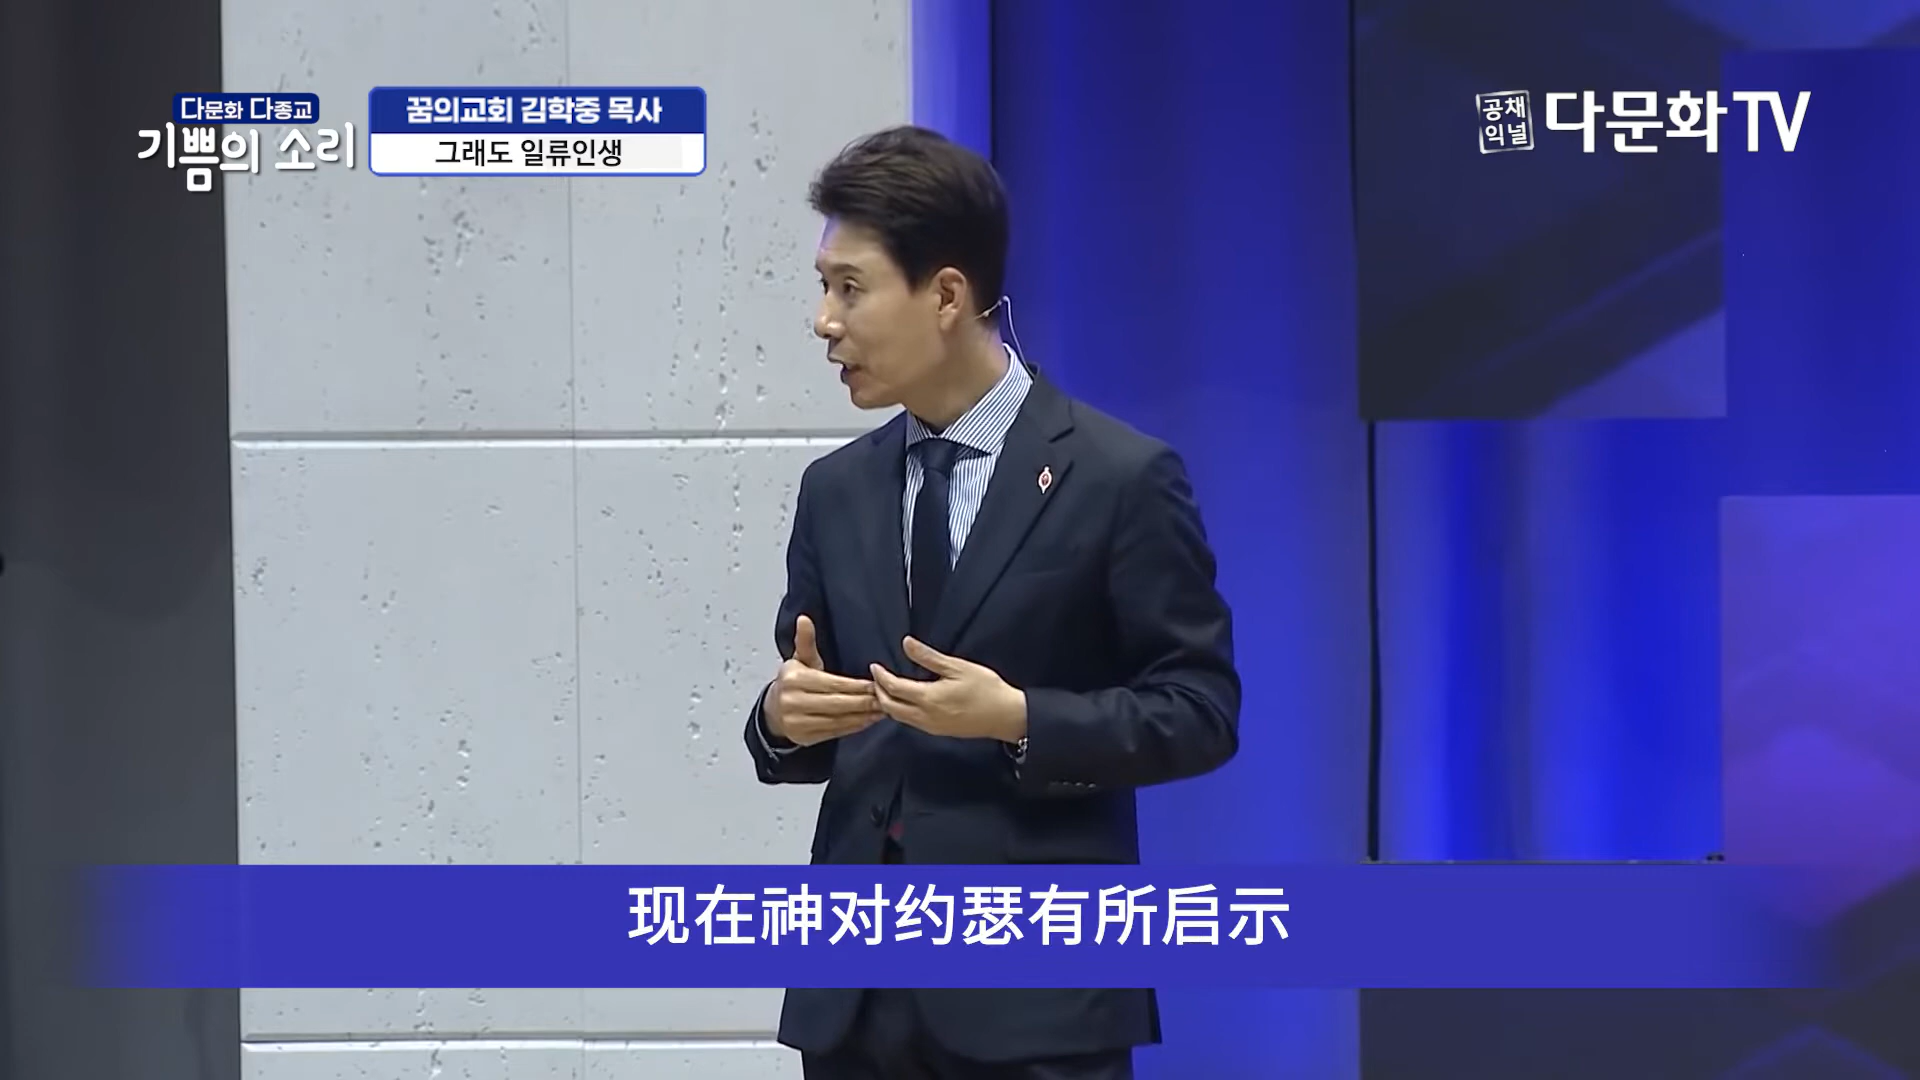 다문화 다종교
기쁨의 소리
꿈의교회 김학중 목사
그래도 일류인생
공채
익널
다문화TV
现在神对约瑟有所启示